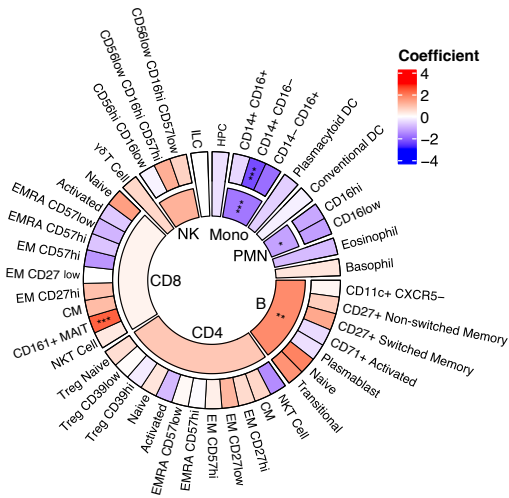 Coefficient
4
2
0
−2
−4
HPC
CD14+ CD16+
CD14+ CD16−
CD14− CD16+
Plasmacytoid DC
Conventional DC
CD16hi
CD16low
Eosinophil
Basophil
CD11c+ CXCR5−
CD27+ Non-switched Memory
CD27+ Switched Memory
CD71+ Activated
Plasmablast
Naive
Transitional
NKT Cell
CM
EM CD27hi
EM CD27low
EM CD57hi
EMRA CD57hi
EMRA CD57low
Activated
Naive
Treg CD39hi
Treg CD39low
Treg Naive
NKT Cell
CD161+ MAIT
CM
EM CD27hi
EM CD27 low
EM CD57hi
EMRA CD57hi
EMRA CD57low
Activated
Naive
γδT Cell
CD56hi CD16low
CD56low CD16hi CD57hi
CD56low CD16hi CD57low
ILC
NK
Mono
PMN
B
CD4
CD8
***
***
*
**
***